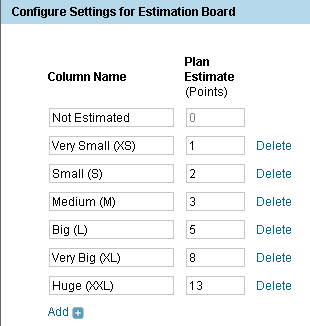 Configure Settings for Estimation Board
Column Name
Plan
Estimate
(Points)
Not Estimated 0
Very Small (XS) 1 Delete
Small (S) 2 Delete
Medium (M) 3 Delete
Big (L) 5 Delete
Very Big (XL) 8 Delete
Huge (XXL) 13 Delete
Add +